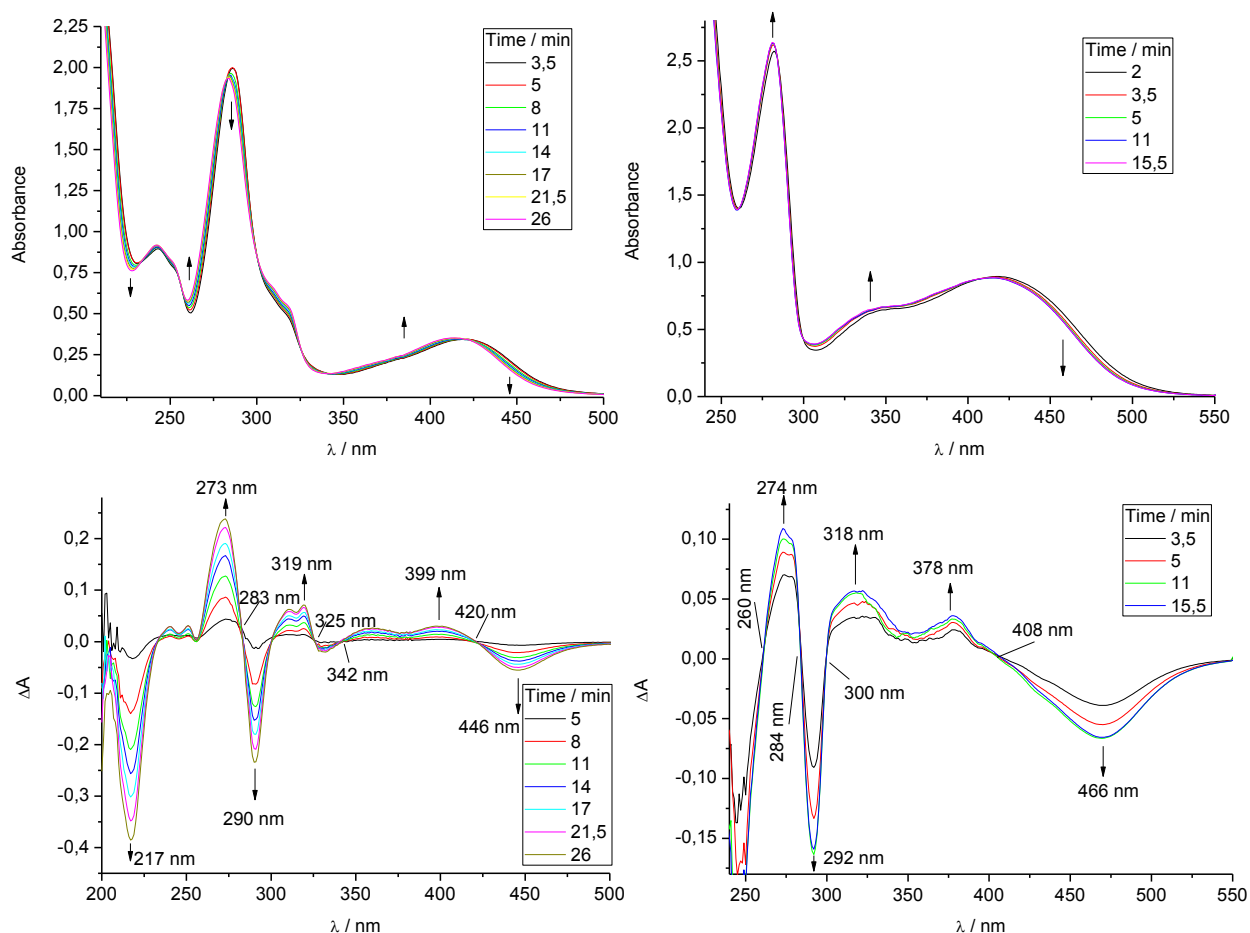 2,25
2,00
1,75
1,50
1,25
1,00
0,75
0,50
0,25
0,00
Absorbance
250 300 350 400 450 500
λ / nm
Time / min
3,5
5
8
11
14
17
21,5
26
2,5
2,0
1,5
1,0
0,5
0,0
Absorbance
250 300 350 400 450 500 550
λ / nm
Time / min
2
3,5
5
11
15,5
0,2
0,1
0,0
-0,1
-0,2
-0,3
-0,4
ΔA
200 250 300 350 400 450 500
λ / nm
273 nm
283 nm
319 nm
325 nm
342 nm
399 nm
420 nm
446 nm
290 nm
217 nm
Time / min
5
8
11
14
17
21,5
26
0,10
0,05
0,00
-0,05
-0,10
-0,15
ΔA
250 300 350 400 450 500 550
λ / nm
274 nm
318 nm
378 nm
260 nm
408 nm
300 nm
284 nm
466 nm
292 nm
Time / min
3,5
5
11
15,5